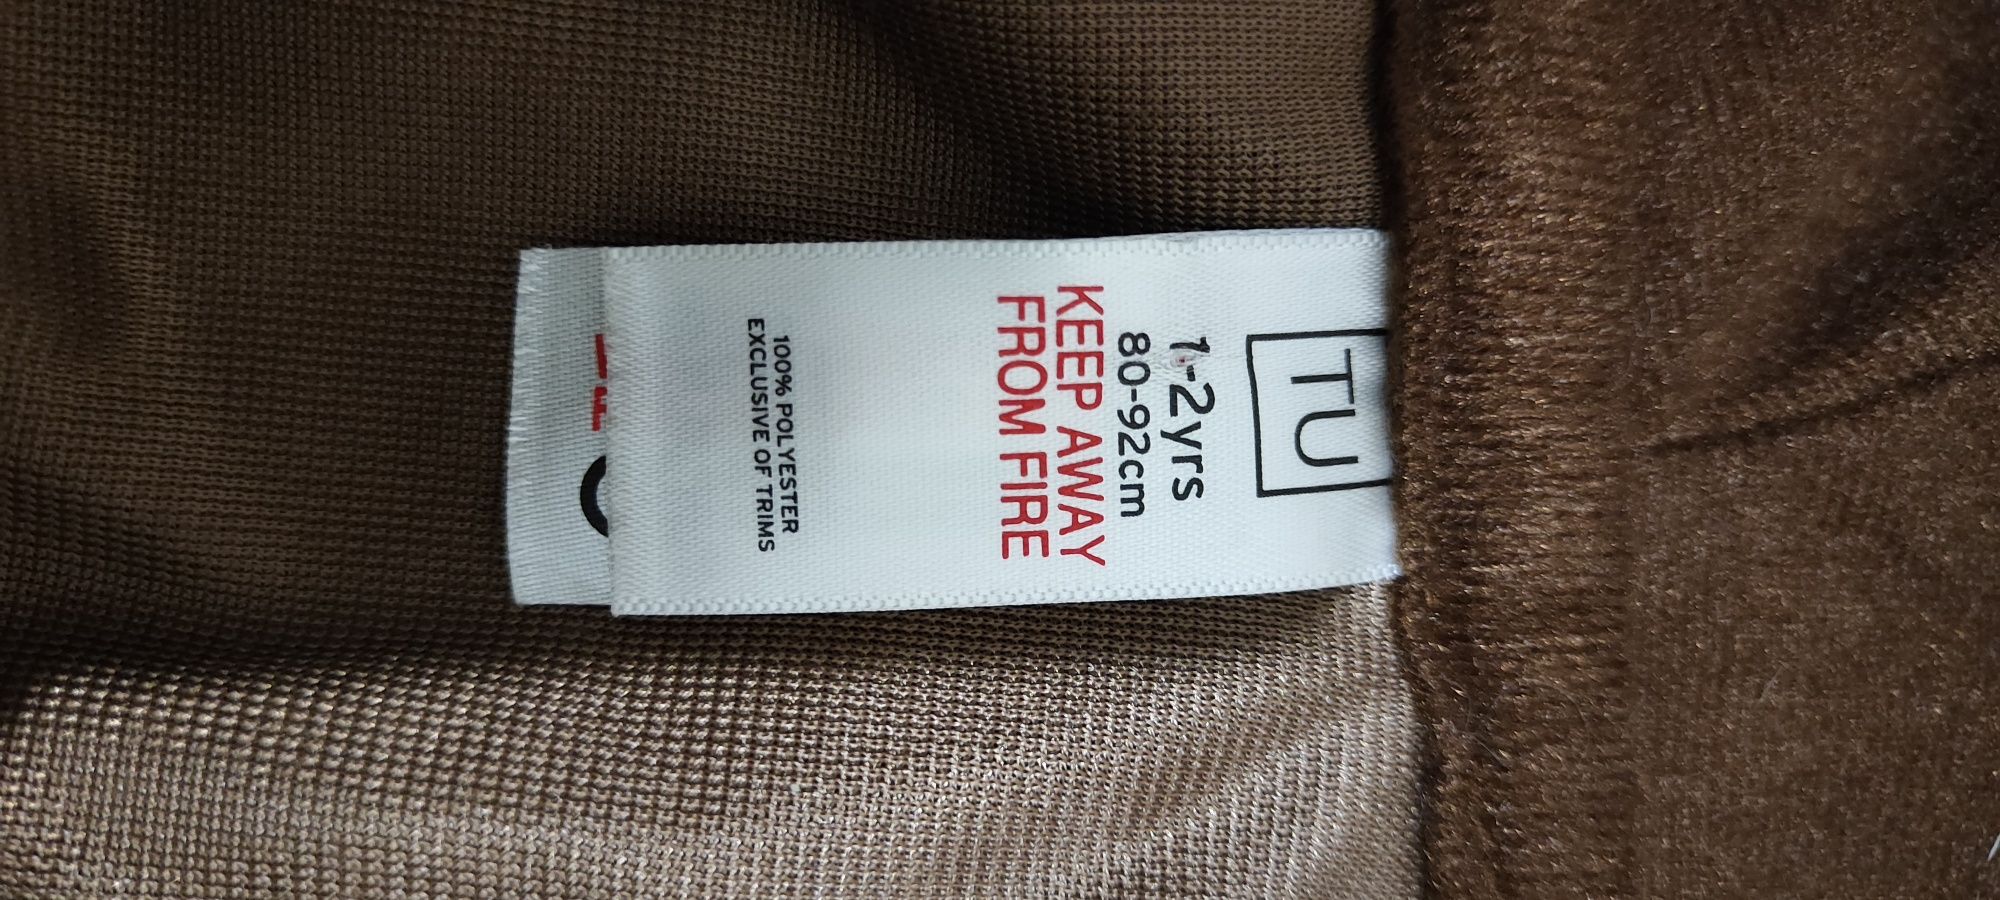 TU
1-2yrs
80-92cm
KEEP AWAY
FROM FIRE
100% POLYESTER
EXCLUSIVE OF TRIMS